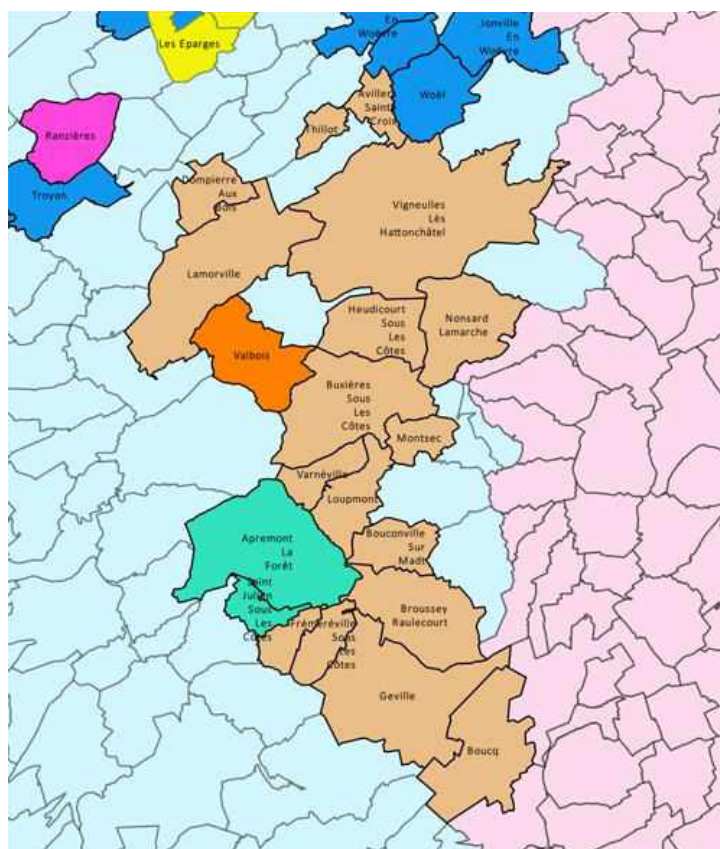 En
Woëvre
Jonville
En
Woëvre
Les Eparges
Aviller
Saint
Croix
Woël
Thillot
Ranzières
Troyon
Dompierre
Aux
Bois
Vigneulles
Lès
Hattonchâtel
Lamorville
Heudicourt
Sous
Les
Côtes
Nonsard
Lamarche
Valbois
Buxières
Sous
Les
Côtes
Montsec
Varnéville
Loupmont
Apremont
La
Forêt
Bouconville
Sur
Madt
Saint
Julien
Sous
Les
Côtes
Broussey
Raulecourt
Frémeréville
Sous
Les
Côtes
Geville
Boucq